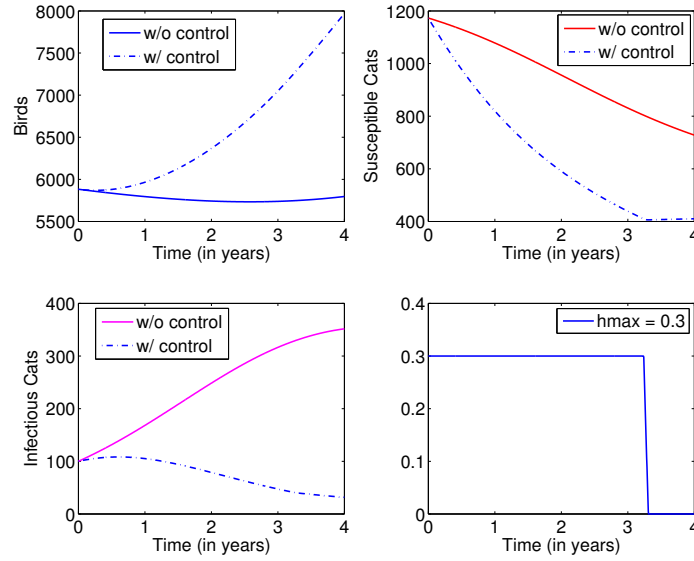 8000
7500
7000
6500
6000
5500
Birds
w/o control
w/ control
0 1 2 3 4
Time (in years)
1200
1000
800
600
400
Susceptible Cats
w/o control
w/ control
0 1 2 3 4
Time (in years)
400
300
200
100
0
Infectious Cats
w/o control
w/ control
0 1 2 3 4
Time (in years)
0.4
0.3
0.2
0.1
0
hmax = 0.3
0 1 2 3 4
Time (in years)